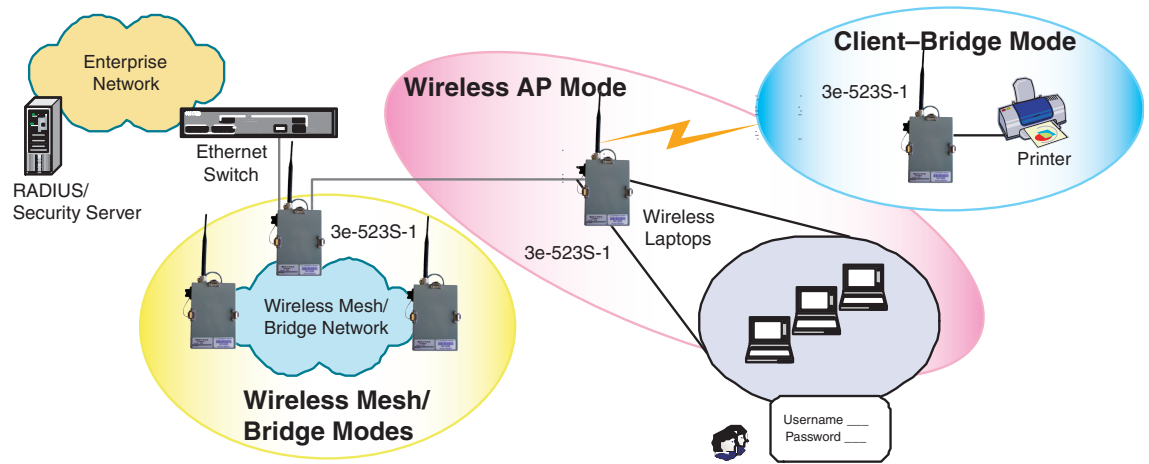 Enterprise
Network
RADIUS/
Security Server
Ethernet
Switch
3e-523S-1
Wireless Mesh/
Bridge Network
Wireless Mesh/
Bridge Modes
Wireless AP Mode
3e-523S-1
Wireless
Laptops
Username ___
Password ___
Client–Bridge Mode
3e-523S-1
Printer